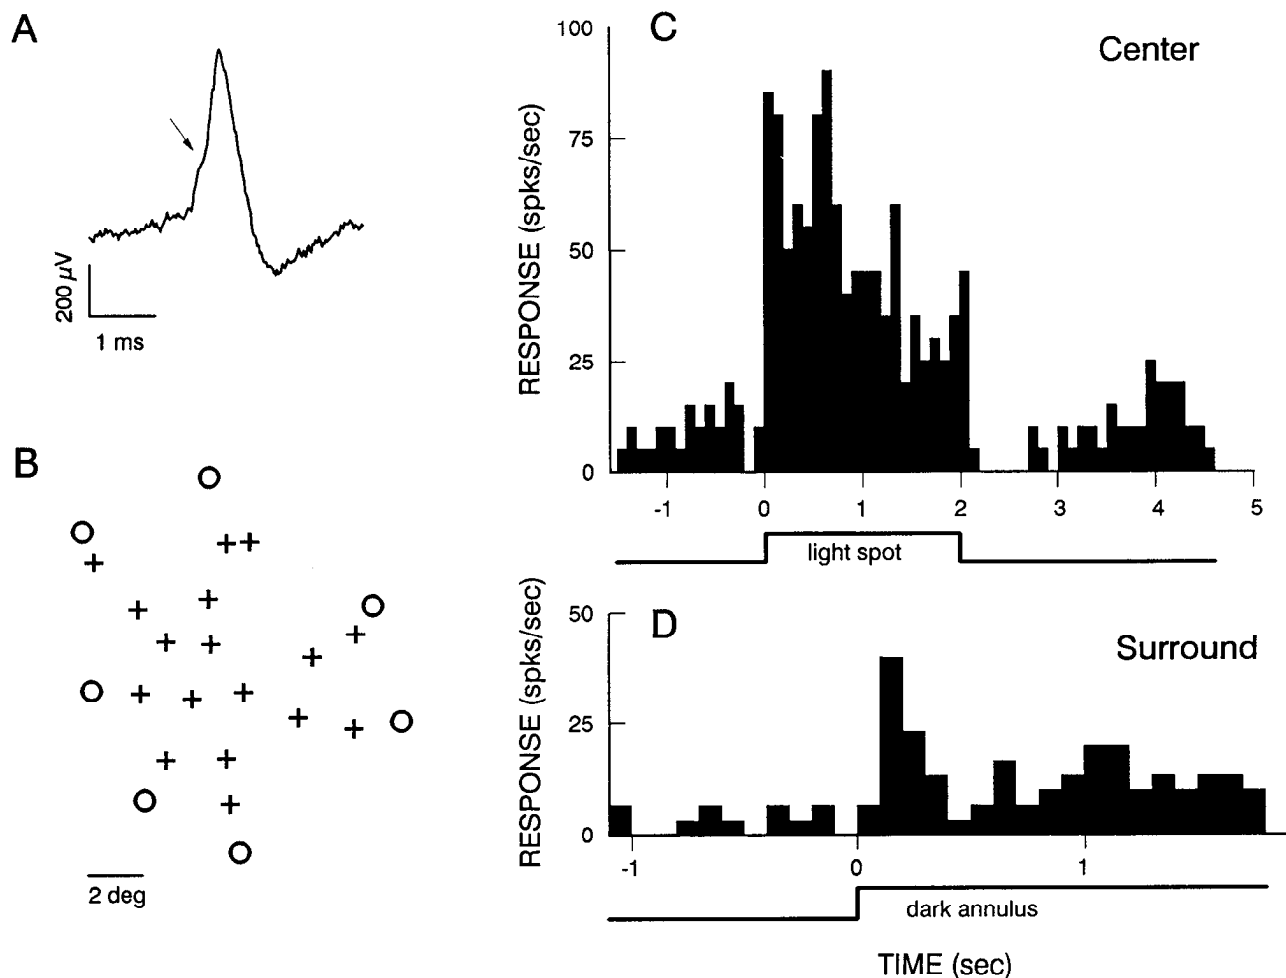 A
200 µV
1 ms
B
2 deg
C
Center
RESPONSE (spks/sec)
100
75
50
25
0
-1 0 1 2 3 4 5
light spot
D
Surround
RESPONSE (spks/sec)
50
25
0
-1 0 1
dark annulus
TIME (sec)